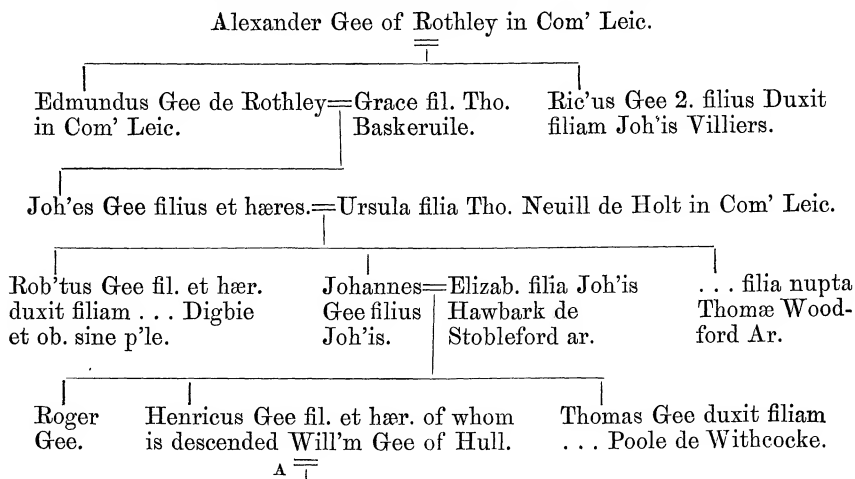 Alexander Gee of Rothley in Com' Leic.
Edmundus Gee de Rothley=Grace fil. Tho.
in Com' Leic.
Baskeruile.
Ric'us Gee 2. filius Duxit
filiam Joh'is Villiers.
Joh'es Gee filius et hæres.=Ursula filia Tho. Neuill de Holt in Com' Leic.
Rob'tus Gee fil. et hær.
duxit filiam . . . Digbie
et ob. sine p'le.
Johannes=Elizab. filia Joh'is
Gee filius
Joh'is.
Hawbark de
Stobleford ar.
. . . filia nupta
Thomæ Wood-
ford Ar.
Roger
Gee.
Henricus Gee fil. et hær. of whom
is descended Will'm Gee of Hull.
Thomas Gee duxit filiam
. . . Poole de Withcocke.
A